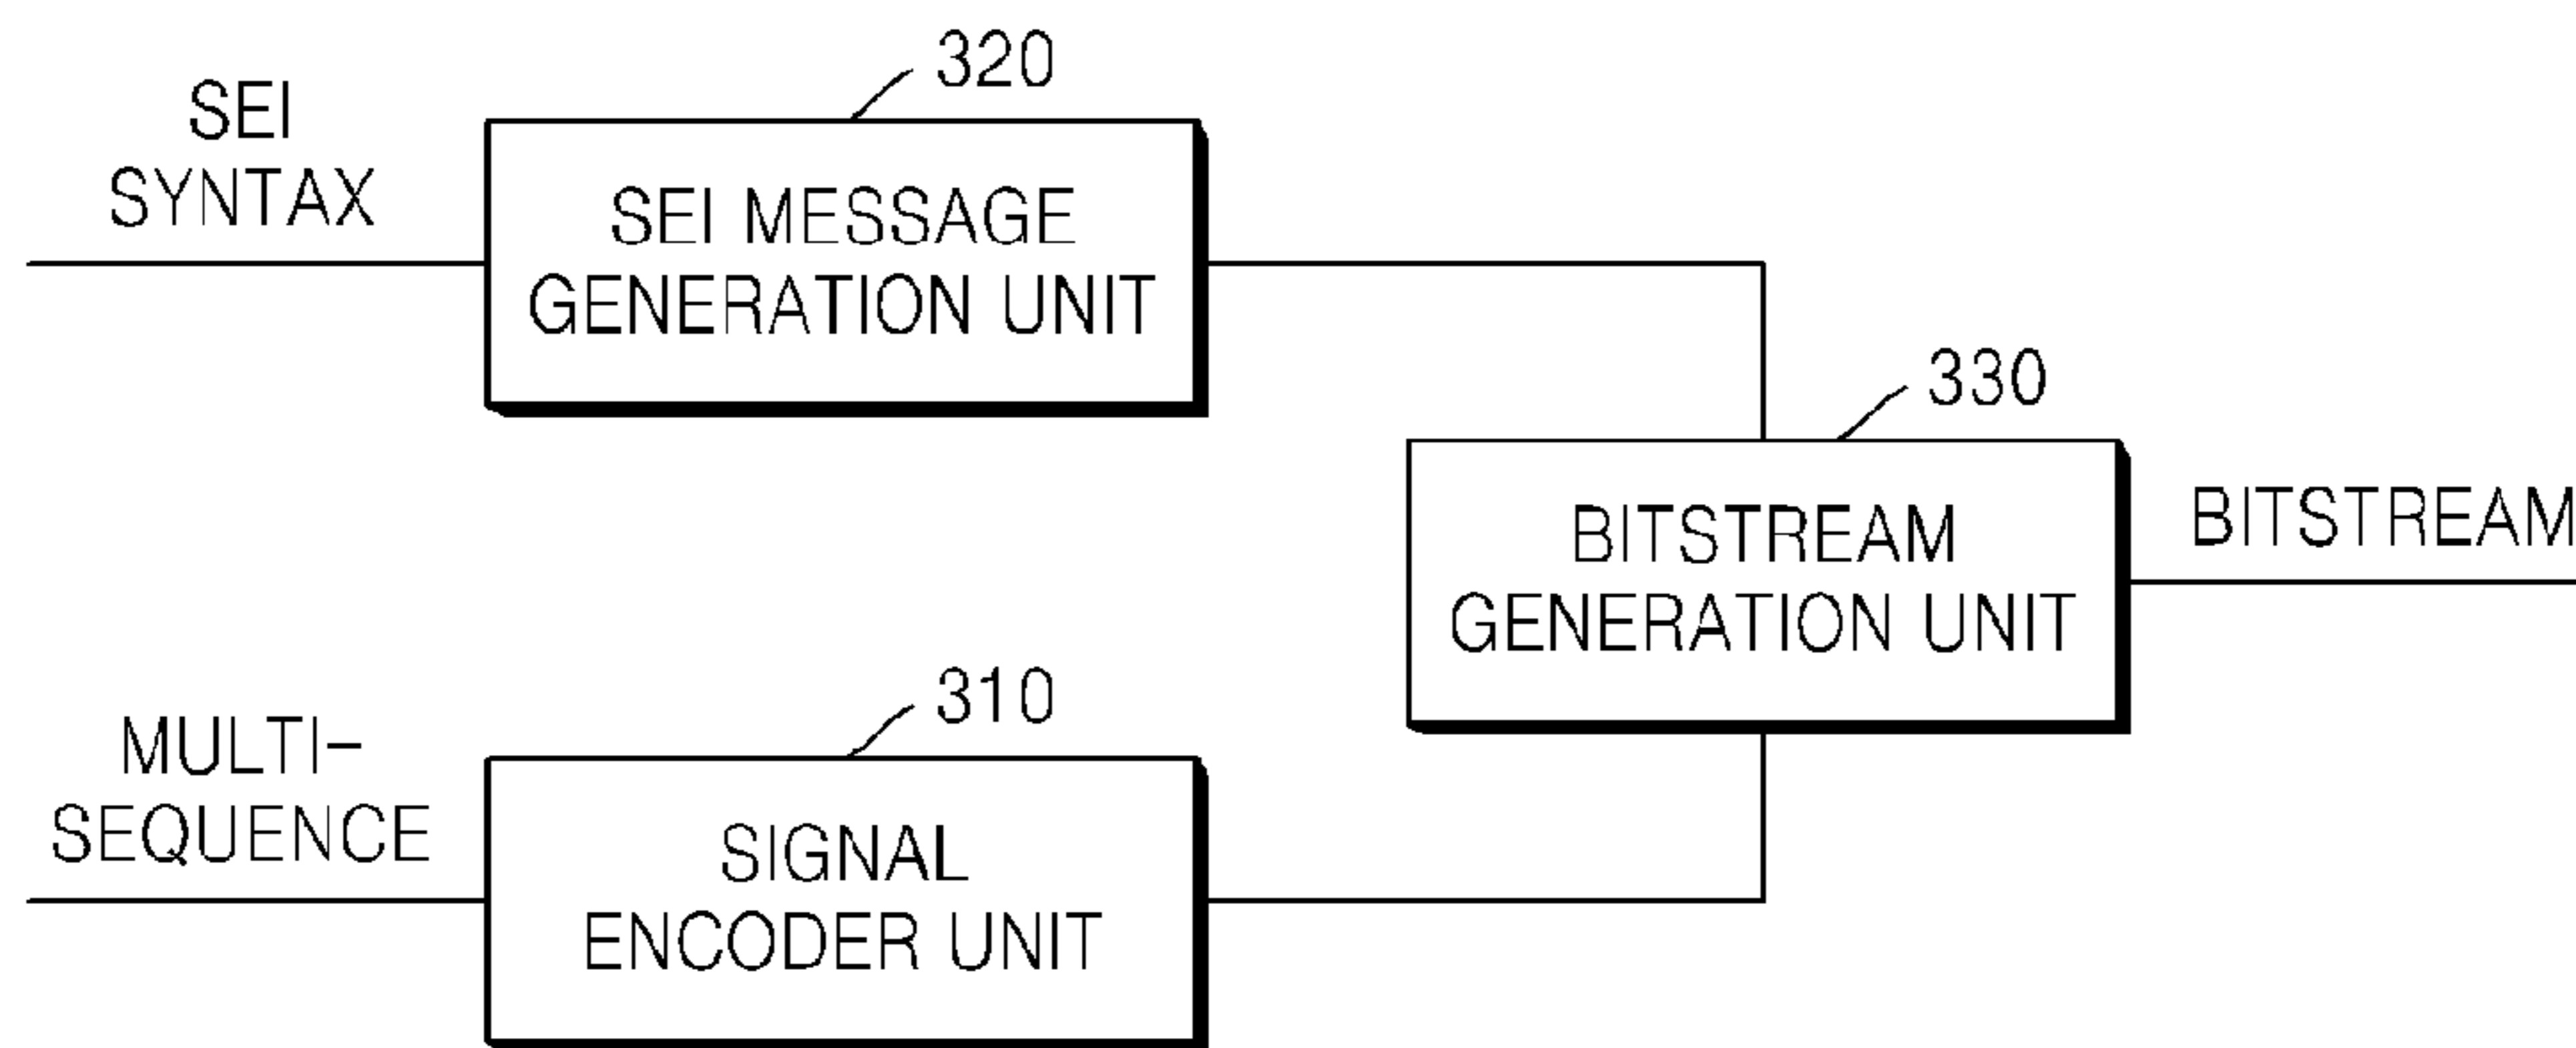 320
SEI
SYNTAX
SEI MESSAGE
GENERATION UNIT
330
BITSTREAM
GENERATION UNIT
BITSTREAM
310
MULTI-
SEQUENCE
SIGNAL
ENCODER UNIT